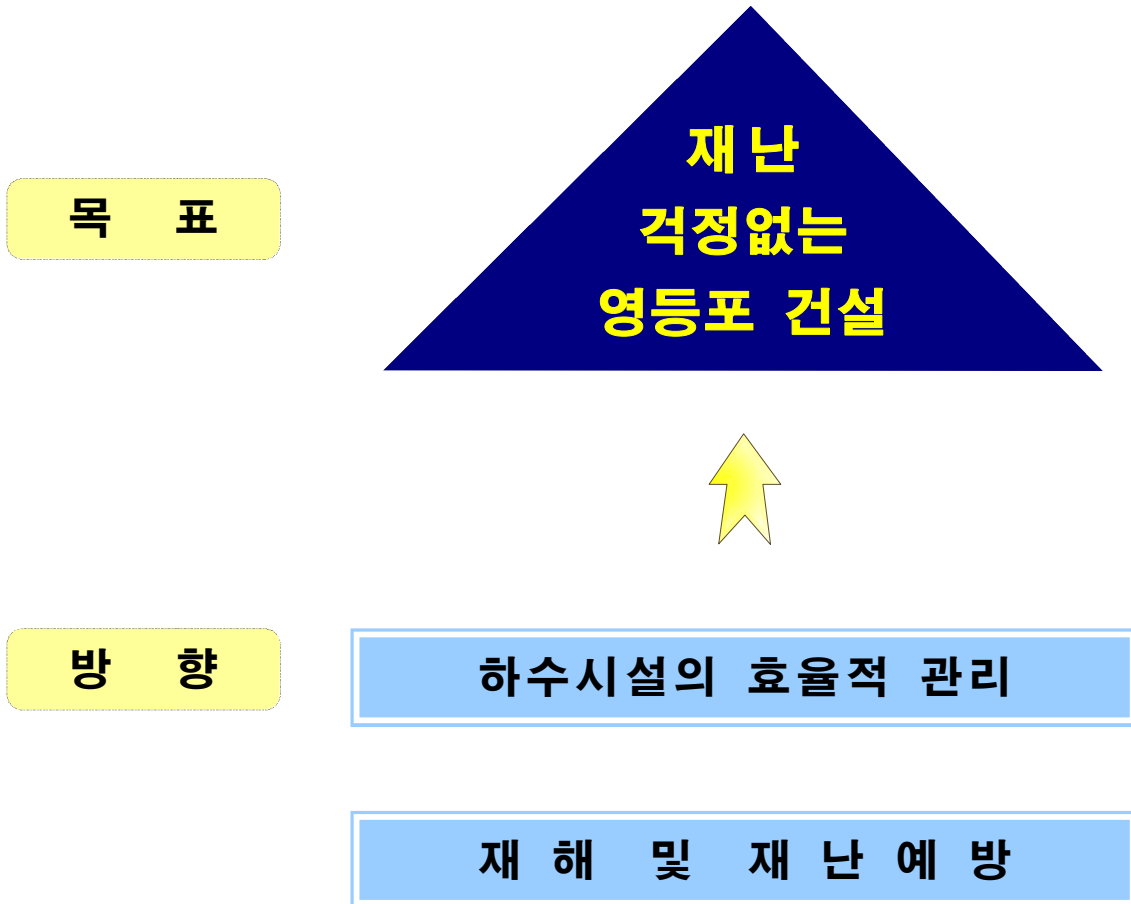 목 표
재난
걱정없는
영등포 건설
방 향
하수시설의 효율적 관리
재 해 및 재 난 예 방